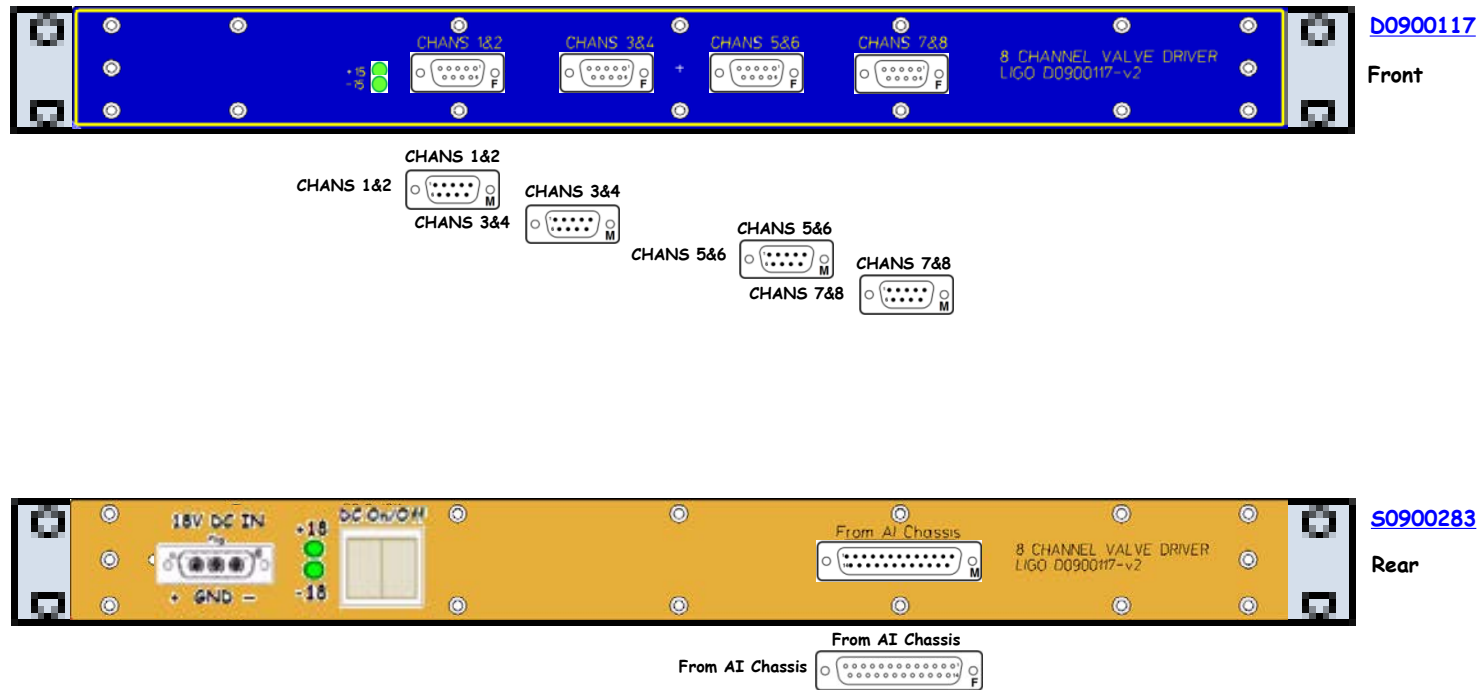 D0900117
CHANS 1&2
CHANS 3&4
CHANS 5&6
CHANS 7&8
8 CHANNEL VALVE DRIVER
LIGO D0900117-v2
+15
-15
F
F
F
F
Front
CHANS 1&2
CHANS 1&2
M
CHANS 3&4
CHANS 3&4
M
CHANS 5&6
CHANS 5&6
M
CHANS 7&8
CHANS 7&8
M
18V DC IN
+18
DC On/Off
From AI Chassis
8 CHANNEL VALVE DRIVER
LIGO D0900117-v2
M
+ GND -
-18
S0900283
Rear
From AI Chassis
From AI Chassis
F